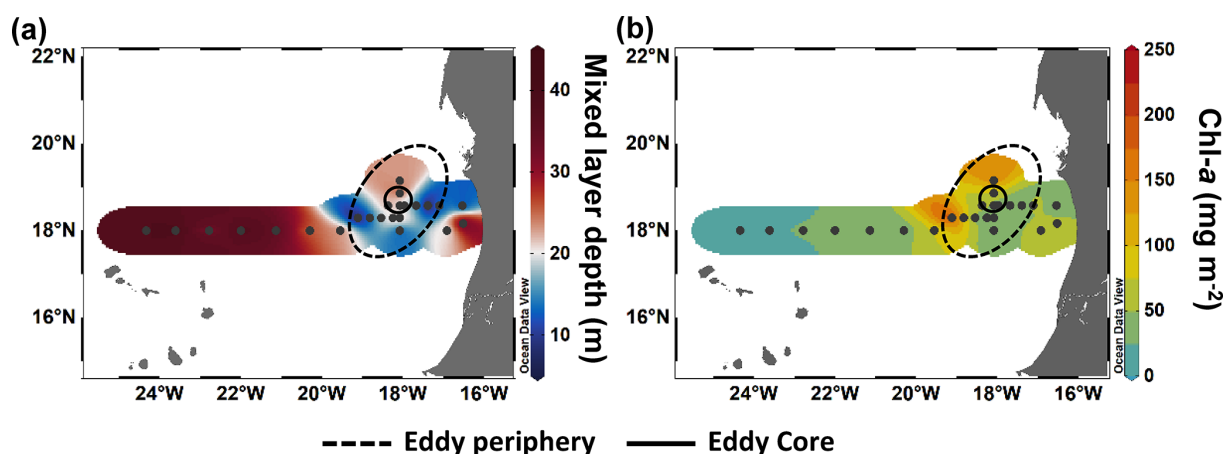 (a)
22°N
20°N
18°N
16°N
24°W
22°W
20°W
18°W
16°W
Ocean Data View
40
30
20
10
Mixed layer depth (m)
(b)
22°N
20°N
18°N
16°N
24°W
22°W
20°W
18°W
16°W
Ocean Data View
250
200
150
100
50
0
Chl-a (mg m⁻²)
Eddy periphery
Eddy Core